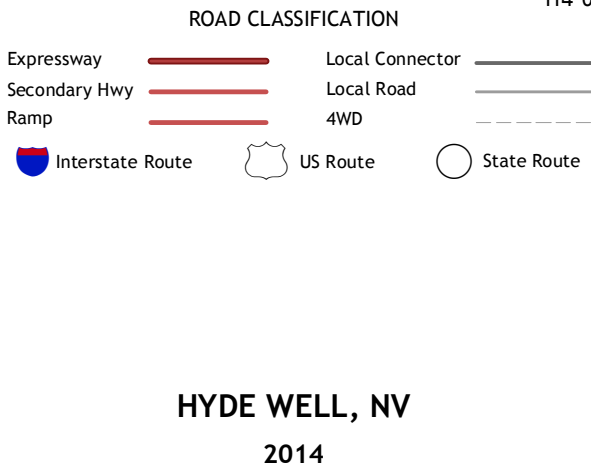 ROAD CLASSIFICATION
Expressway Local Connector
Secondary Hwy Local Road
Ramp 4WD
Interstate Route US Route State Route
HYDE WELL, NV
2014